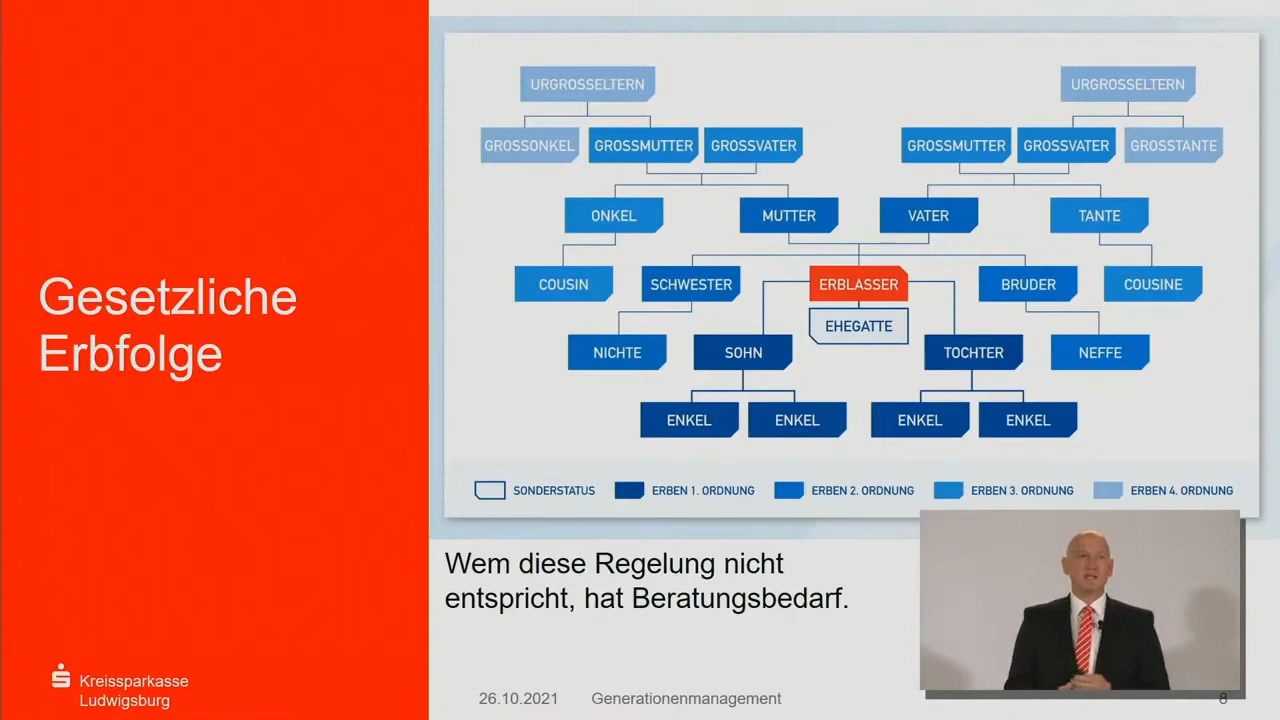 Gesetzliche
Erbfolge
URGROSSELTERN URGROSSELTERN
GROSSONKEL GROSSMUTTER GROSSVATER GROSSMUTTER GROSSVATER GROSSTANTE
ONKEL MUTTER VATER TANTE
COUSIN SCHWESTER ERBLASSER BRUDER COUSINE
EHEGATTE
NICHTE SOHN TOCHTER NEFFE
ENKEL ENKEL ENKEL ENKEL
SONDERSTATUS ERBEN 1. ORDNUNG ERBEN 2. ORDNUNG ERBEN 3. ORDNUNG ERBEN 4. ORDNUNG
Wem diese Regelung nicht
entspricht, hat Beratungsbedarf.
Kreissparkasse
Ludwigsburg
26.10.2021 Generationenmanagement 8